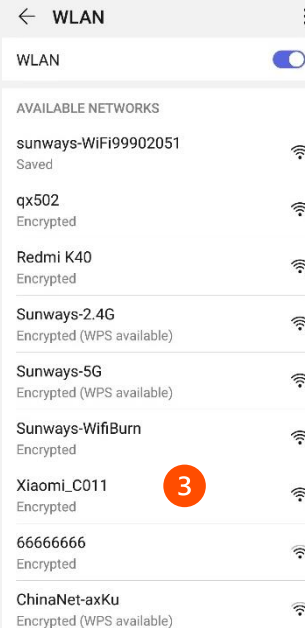 WLAN
WLAN
AVAILABLE NETWORKS
sunways-WiFi99902051
Saved
qx502
Encrypted
Redmi K40
Encrypted
Sunways-2.4G
Encrypted (WPS available)
Sunways-5G
Encrypted (WPS available)
Sunways-WifiBurn
Encrypted
Xiaomi_C011
3
Encrypted
66666666
Encrypted
ChinaNet-axKu
Encrypted (WPS available)